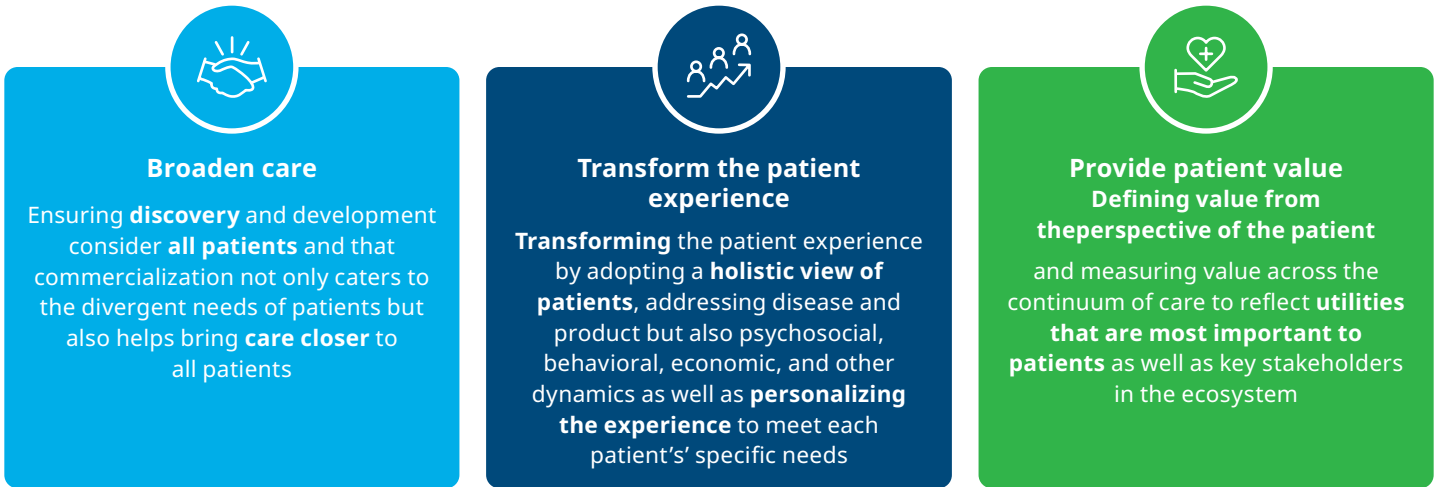 Broaden care
Ensuring discovery and development
consider all patients and that
commercialization not only caters to
the divergent needs of patients but
also helps bring care closer to
all patients
Transform the patient
experience
Transforming the patient experience
by adopting a holistic view of
patients, addressing disease and
product but also psychosocial,
behavioral, economic, and other
dynamics as well as personalizing
the experience to meet each
patient’s’ specific needs
Provide patient value
Defining value from
theperspective of the patient
and measuring value across the
continuum of care to reflect utilities
that are most important to
patients as well as key stakeholders
in the ecosystem